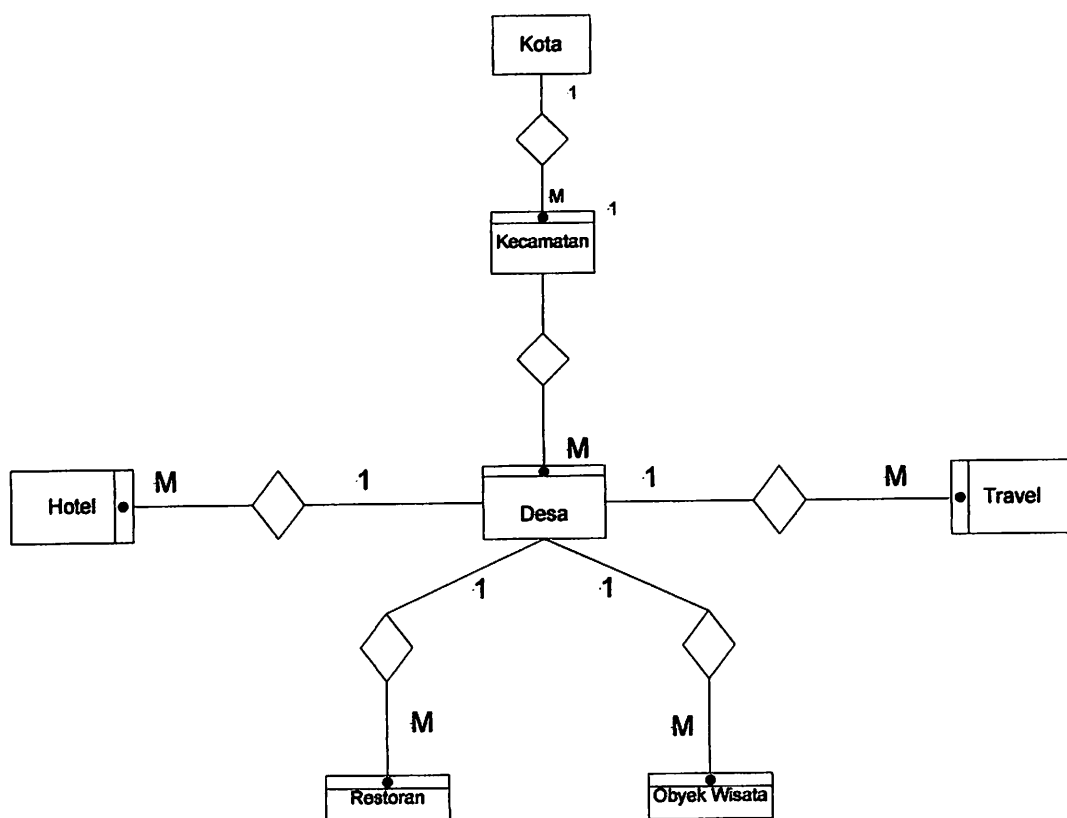 Kota
1
M
1
Kecamatan
M
M 1 1 M
Hotel Desa Travel
1 1
M M
Restoran Obyek Wisata